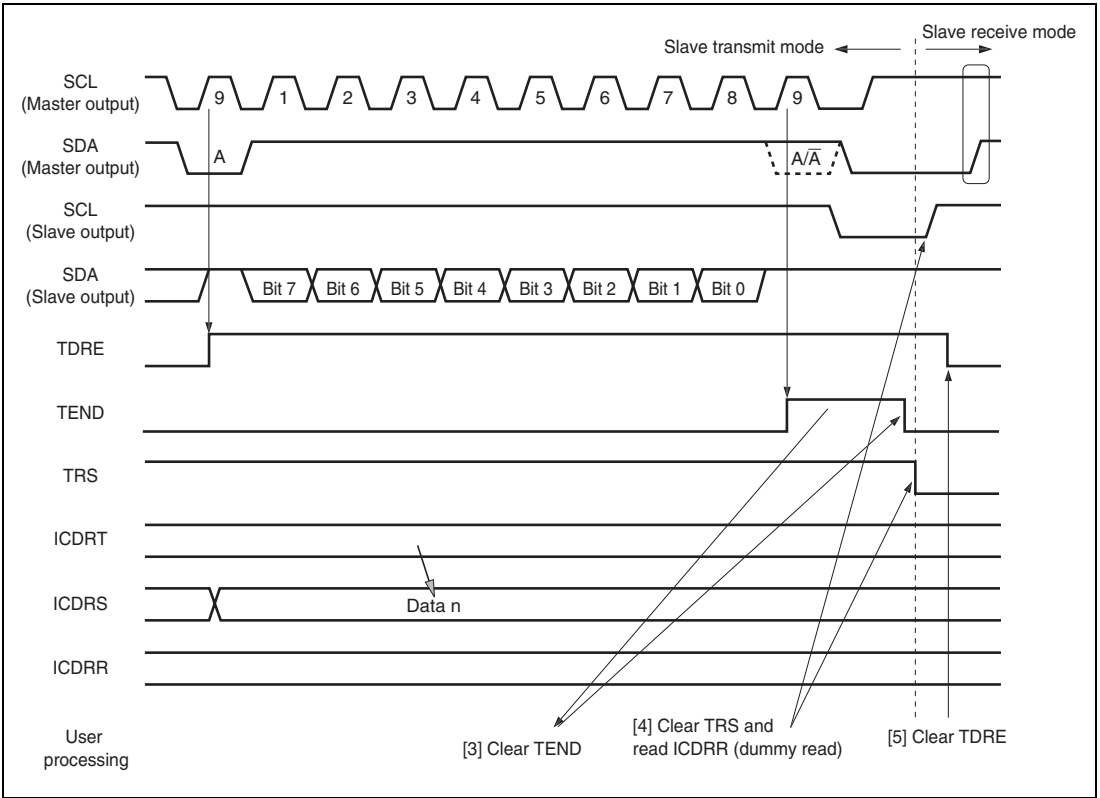 Slave transmit mode
Slave receive mode
SCL
(Master output)
9 1 2 3 4 5 6 7 8 9
SDA
(Master output)
A
A/A̅
SCL
(Slave output)
SDA
(Slave output)
Bit 7 Bit 6 Bit 5 Bit 4 Bit 3 Bit 2 Bit 1 Bit 0
TDRE
TEND
TRS
ICDRT
ICDRS
Data n
ICDRR
User
processing
[3] Clear TEND
[4] Clear TRS and
read ICDRR (dummy read)
[5] Clear TDRE